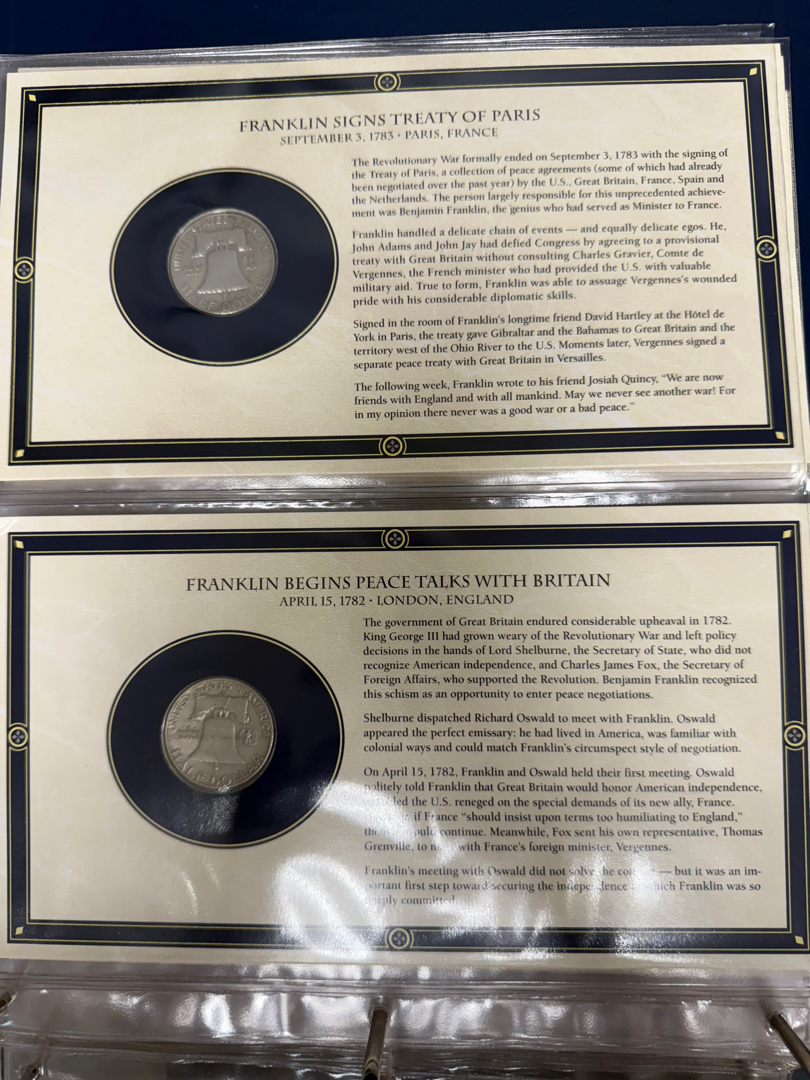 FRANKLIN SIGNS TREATY OF PARIS
SEPTEMBER 3, 1783 • PARIS, FRANCE
The Revolutionary War formally ended on September 3, 1783 with the signing of
the Treaty of Paris, a collection of peace agreements (some of which had already
been negotiated over the past year) by the U.S., Great Britain, France, Spain and
the Netherlands. The person largely responsible for this unprecedented achieve-
ment was Benjamin Franklin, the genius who had served as Minister to France.
Franklin handled a delicate chain of events — and equally delicate egos. He,
John Adams and John Jay had defied Congress by agreeing to a provisional
treaty with Great Britain without consulting Charles Gravier, Comte de
Vergennes, the French minister who had provided the U.S. with valuable
military aid. True to form, Franklin was able to assuage Vergennes's wounded
pride with his considerable diplomatic skills.
Signed in the room of Franklin's longtime friend David Hartley at the Hôtel de
York in Paris, the treaty gave Gibraltar and the Bahamas to Great Britain and the
territory west of the Ohio River to the U.S. Moments later, Vergennes signed a
separate peace treaty with Great Britain in Versailles.
The following week, Franklin wrote to his friend Josiah Quincy, "We are now
friends with England and with all mankind. May we never see another war! For
in my opinion there never was a good war or a bad peace."
UNITED STATES OF AMERICA
HALF DOLLAR
FRANKLIN BEGINS PEACE TALKS WITH BRITAIN
APRIL 15, 1782 • LONDON, ENGLAND
The government of Great Britain endured considerable upheaval in 1782.
King George III had grown weary of the Revolutionary War and left policy
decisions in the hands of Lord Shelburne, the Secretary of State, who did not
recognize American independence, and Charles James Fox, the Secretary of
Foreign Affairs, who supported the Revolution. Benjamin Franklin recognized
this schism as an opportunity to enter peace negotiations.
Shelburne dispatched Richard Oswald to meet with Franklin. Oswald
appeared the perfect emissary: he had lived in America, was familiar with
colonial ways and could match Franklin's circumspect style of negotiation.
On April 15, 1782, Franklin and Oswald held their first meeting. Oswald
politely told Franklin that Great Britain would honor American independence,
the U.S. reneged on the special demands of its new ally, France.
if France "should insist upon terms too humiliating to England,"
continue. Meanwhile, Fox sent his own representative, Thomas
Grenville, to with France's foreign minister, Vergennes.
Franklin's meeting with Oswald did not solve the — but it was an im-
portant first step toward securing the independence which Franklin was so
deeply committed.
UNITED STATES OF AMERICA
HALF DOLLAR